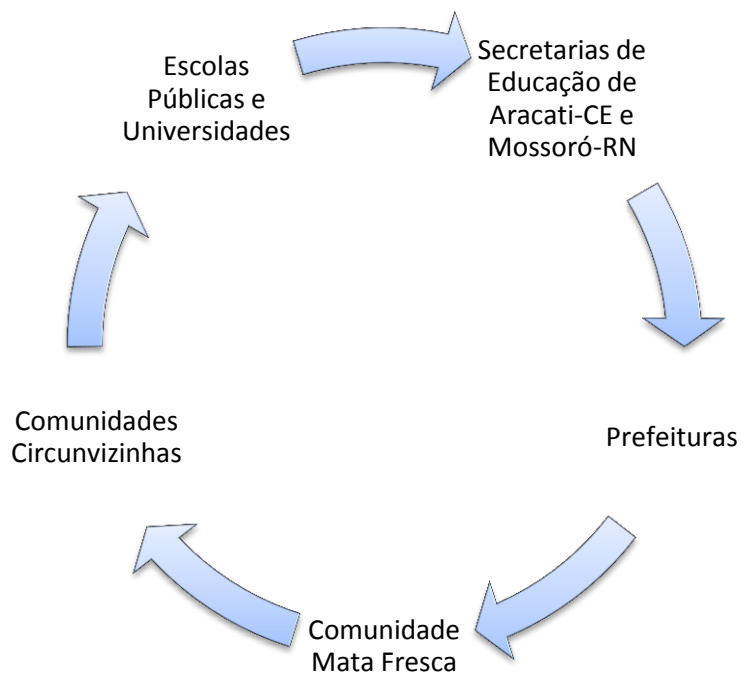 Escolas
Públicas e
Universidades
Secretarias de
Educação de
Aracati-CE e
Mossoró-RN
Prefeituras
Comunidade
Mata Fresca
Comunidades
Circunvizinhas